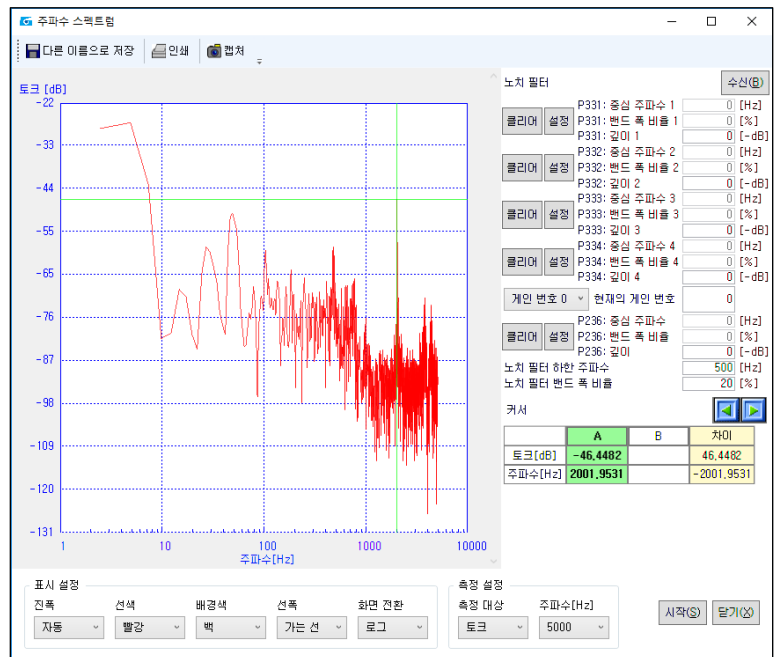 주파수 스펙트럼
다른 이름으로 저장 인쇄 캡쳐
토크 [dB]
-22
-33
-44
-55
-65
-76
-87
-98
-109
-120
-131
1 10 100 1000 10000
주파수[Hz]
노치 필터 수신(B)
P331: 중심 주파수 1 0 [Hz]
클리어 설정 P331: 밴드 폭 비율 1 0 [%]
P331: 깊이 1 0 [-dB]
P332: 중심 주파수 2 0 [Hz]
클리어 설정 P332: 밴드 폭 비율 2 0 [%]
P332: 깊이 2 0 [-dB]
P333: 중심 주파수 3 0 [Hz]
클리어 설정 P333: 밴드 폭 비율 3 0 [%]
P333: 깊이 3 0 [-dB]
P334: 중심 주파수 4 0 [Hz]
클리어 설정 P334: 밴드 폭 비율 4 0 [%]
P334: 깊이 4 0 [-dB]
게인 번호 0 현재의 게인 번호 0
P236: 중심 주파수 0 [Hz]
클리어 설정 P236: 밴드 폭 비율 0 [%]
P236: 깊이 0 [-dB]
노치 필터 하한 주파수 500 [Hz]
노치 필터 밴드 폭 비율 20 [%]
커서
A B 차이
토크[dB] -46,4482 46,4482
주파수[Hz] 2001,9531 -2001,9531
표시 설정
진폭 선색 배경색 선폭 화면 전환
자동 빨강 백 가는 선 로그
측정 설정
측정 대상 주파수[Hz]
토크 5000
시작(S) 닫기(X)